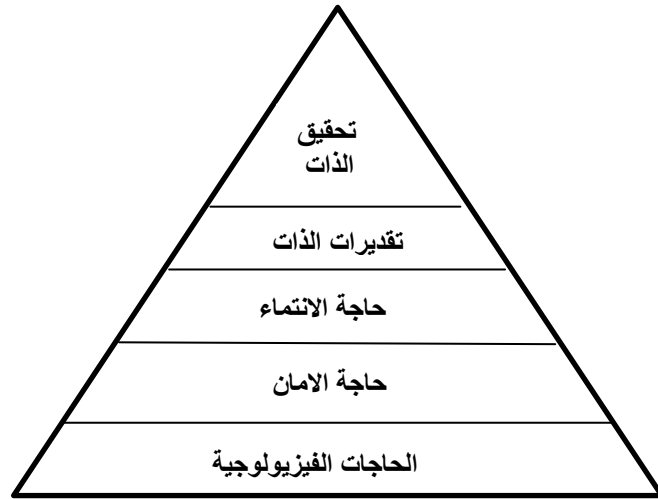 تحقيق
الذات
تقديرات الذات
حاجة الانتماء
حاجة الامان
الحاجات الفيزيولوجية